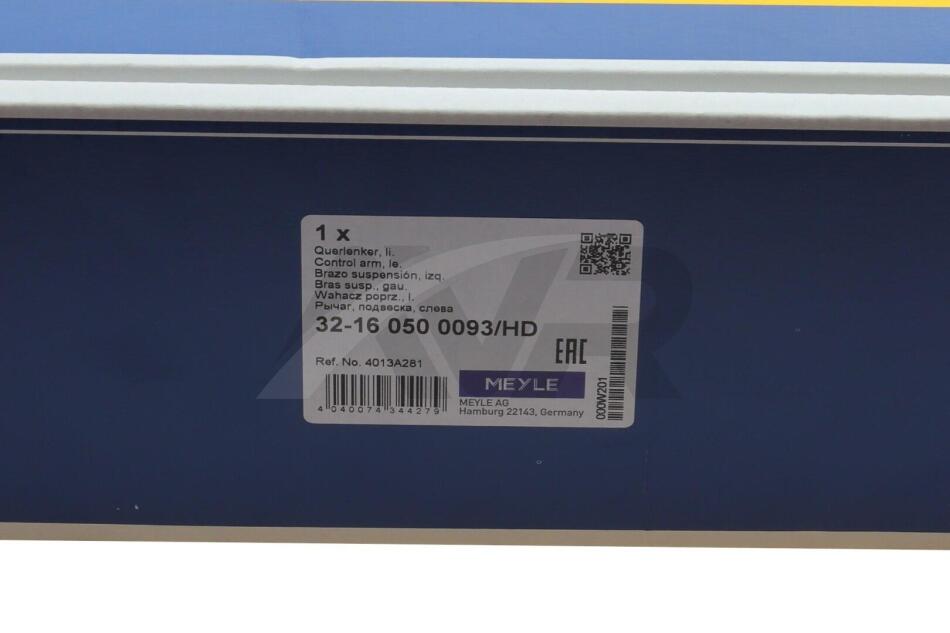 1 x
Querlenker, li.
Control arm, le.
Brazo suspensión, izq.
Bras susp., gau.
Wahacz poprz., l.
Рычаг, подвеска, слева
32-16 050 0093/HD
EAC
Ref. No. 4013A281
MEYLE
4 040074 344279
MEYLE AG
Hamburg 22143, Germany
000W201
AVR